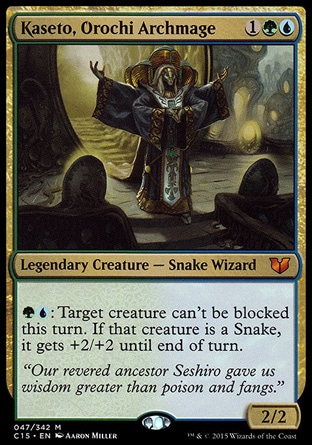 Kaseto, Orochi Archmage 1
Legendary Creature — Snake Wizard
: Target creature can't be blocked
this turn. If that creature is a Snake,
it gets +2/+2 until end of turn.
"Our revered ancestor Seshiro gave us
wisdom greater than poison and fangs."
2/2
047/342 M
C15 • EN Aaron Miller
™ & © 2015 Wizards of the Coast